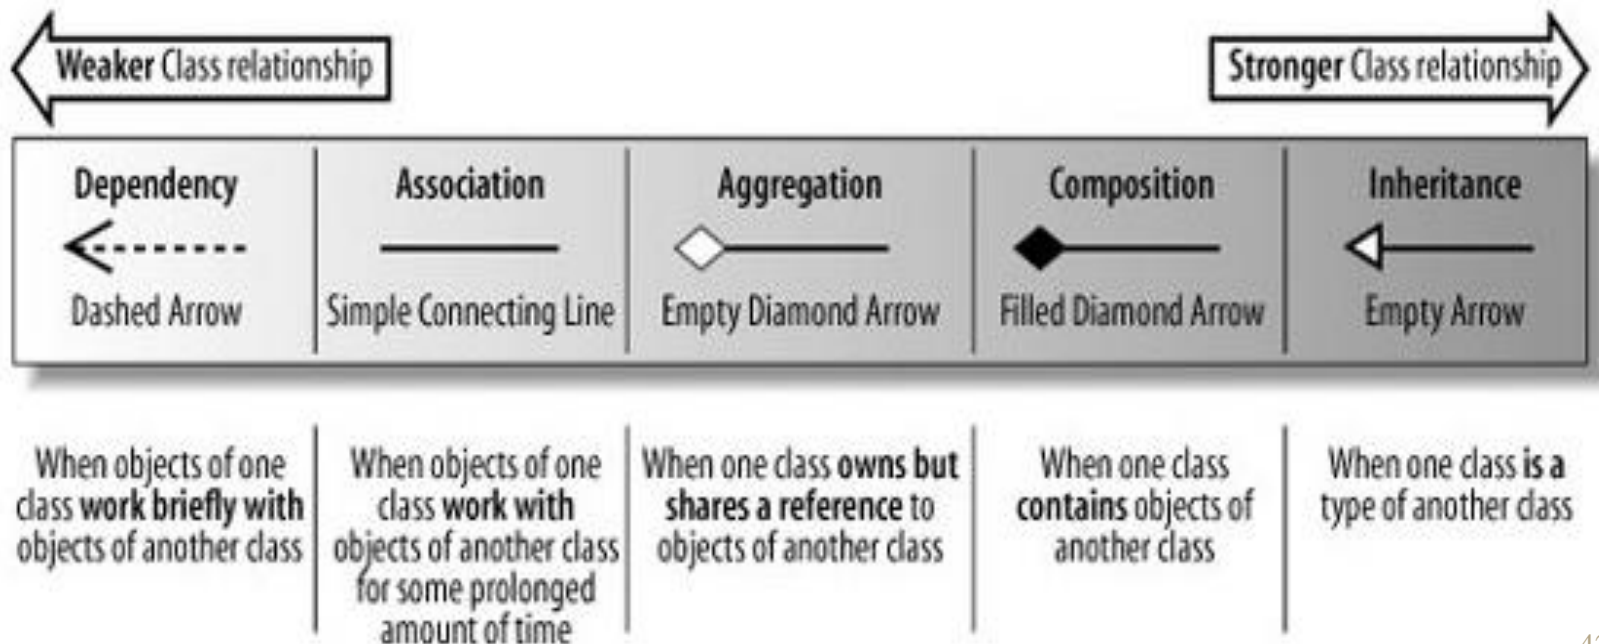 Weaker Class relationship
Stronger Class relationship
Dependency
Dashed Arrow
Association
Simple Connecting Line
Aggregation
Empty Diamond Arrow
Composition
Filled Diamond Arrow
Inheritance
Empty Arrow
When objects of one
class work briefly with
objects of another class
When objects of one
class work with
objects of another class
for some prolonged
amount of time
When one class owns but
shares a reference to
objects of another class
When one class
contains objects of
another class
When one class is a
type of another class